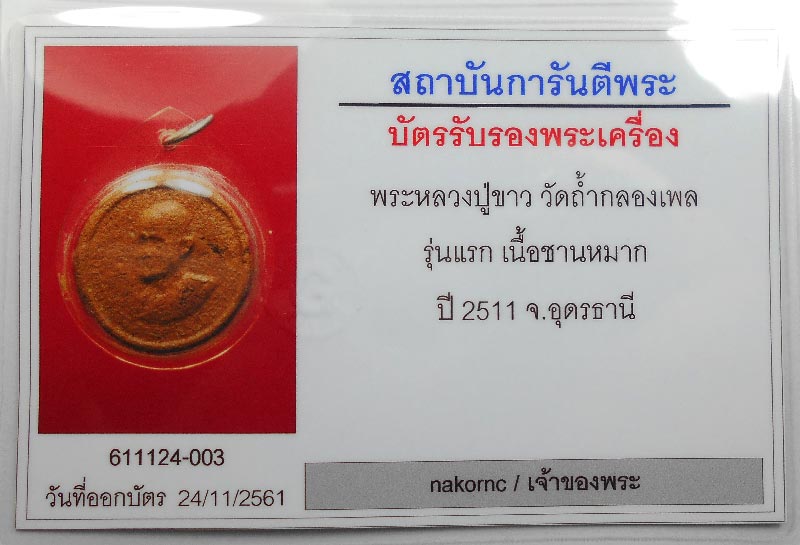 สถาบันการันตีพระ
บัตรรับรองพระเครื่อง
พระหลวงปู่ขาว วัดถ้ำกลองเพล
รุ่นแรก เนื้อชานหมาก
ปี 2511 จ.อุดรธานี
611124-003
วันที่ออกบัตร 24/11/2561
nakornc / เจ้าของพระ